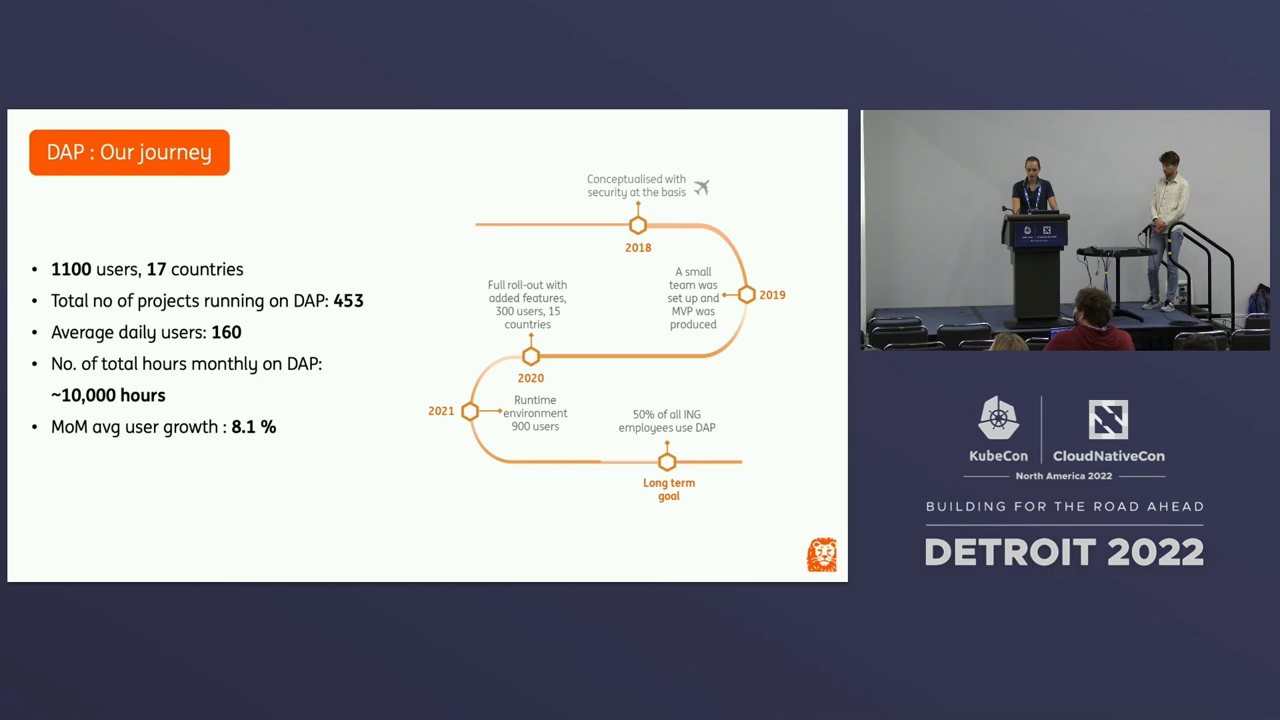 DAP : Our journey
• 1100 users, 17 countries
• Total no of projects running on DAP: 453
• Average daily users: 160
• No. of total hours monthly on DAP:
~10,000 hours
• MoM avg user growth : 8.1 %
Conceptualised with
security at the basis
2018
A small
team was
set up and
MVP was
produced
2019
Full roll-out with
added features,
300 users, 15
countries
2020
2021
Runtime
environment
900 users
50% of all ING
employees use DAP
Long term
goal
KubeCon
CloudNativeCon
North America 2022
BUILDING FOR THE ROAD AHEAD
DETROIT 2022